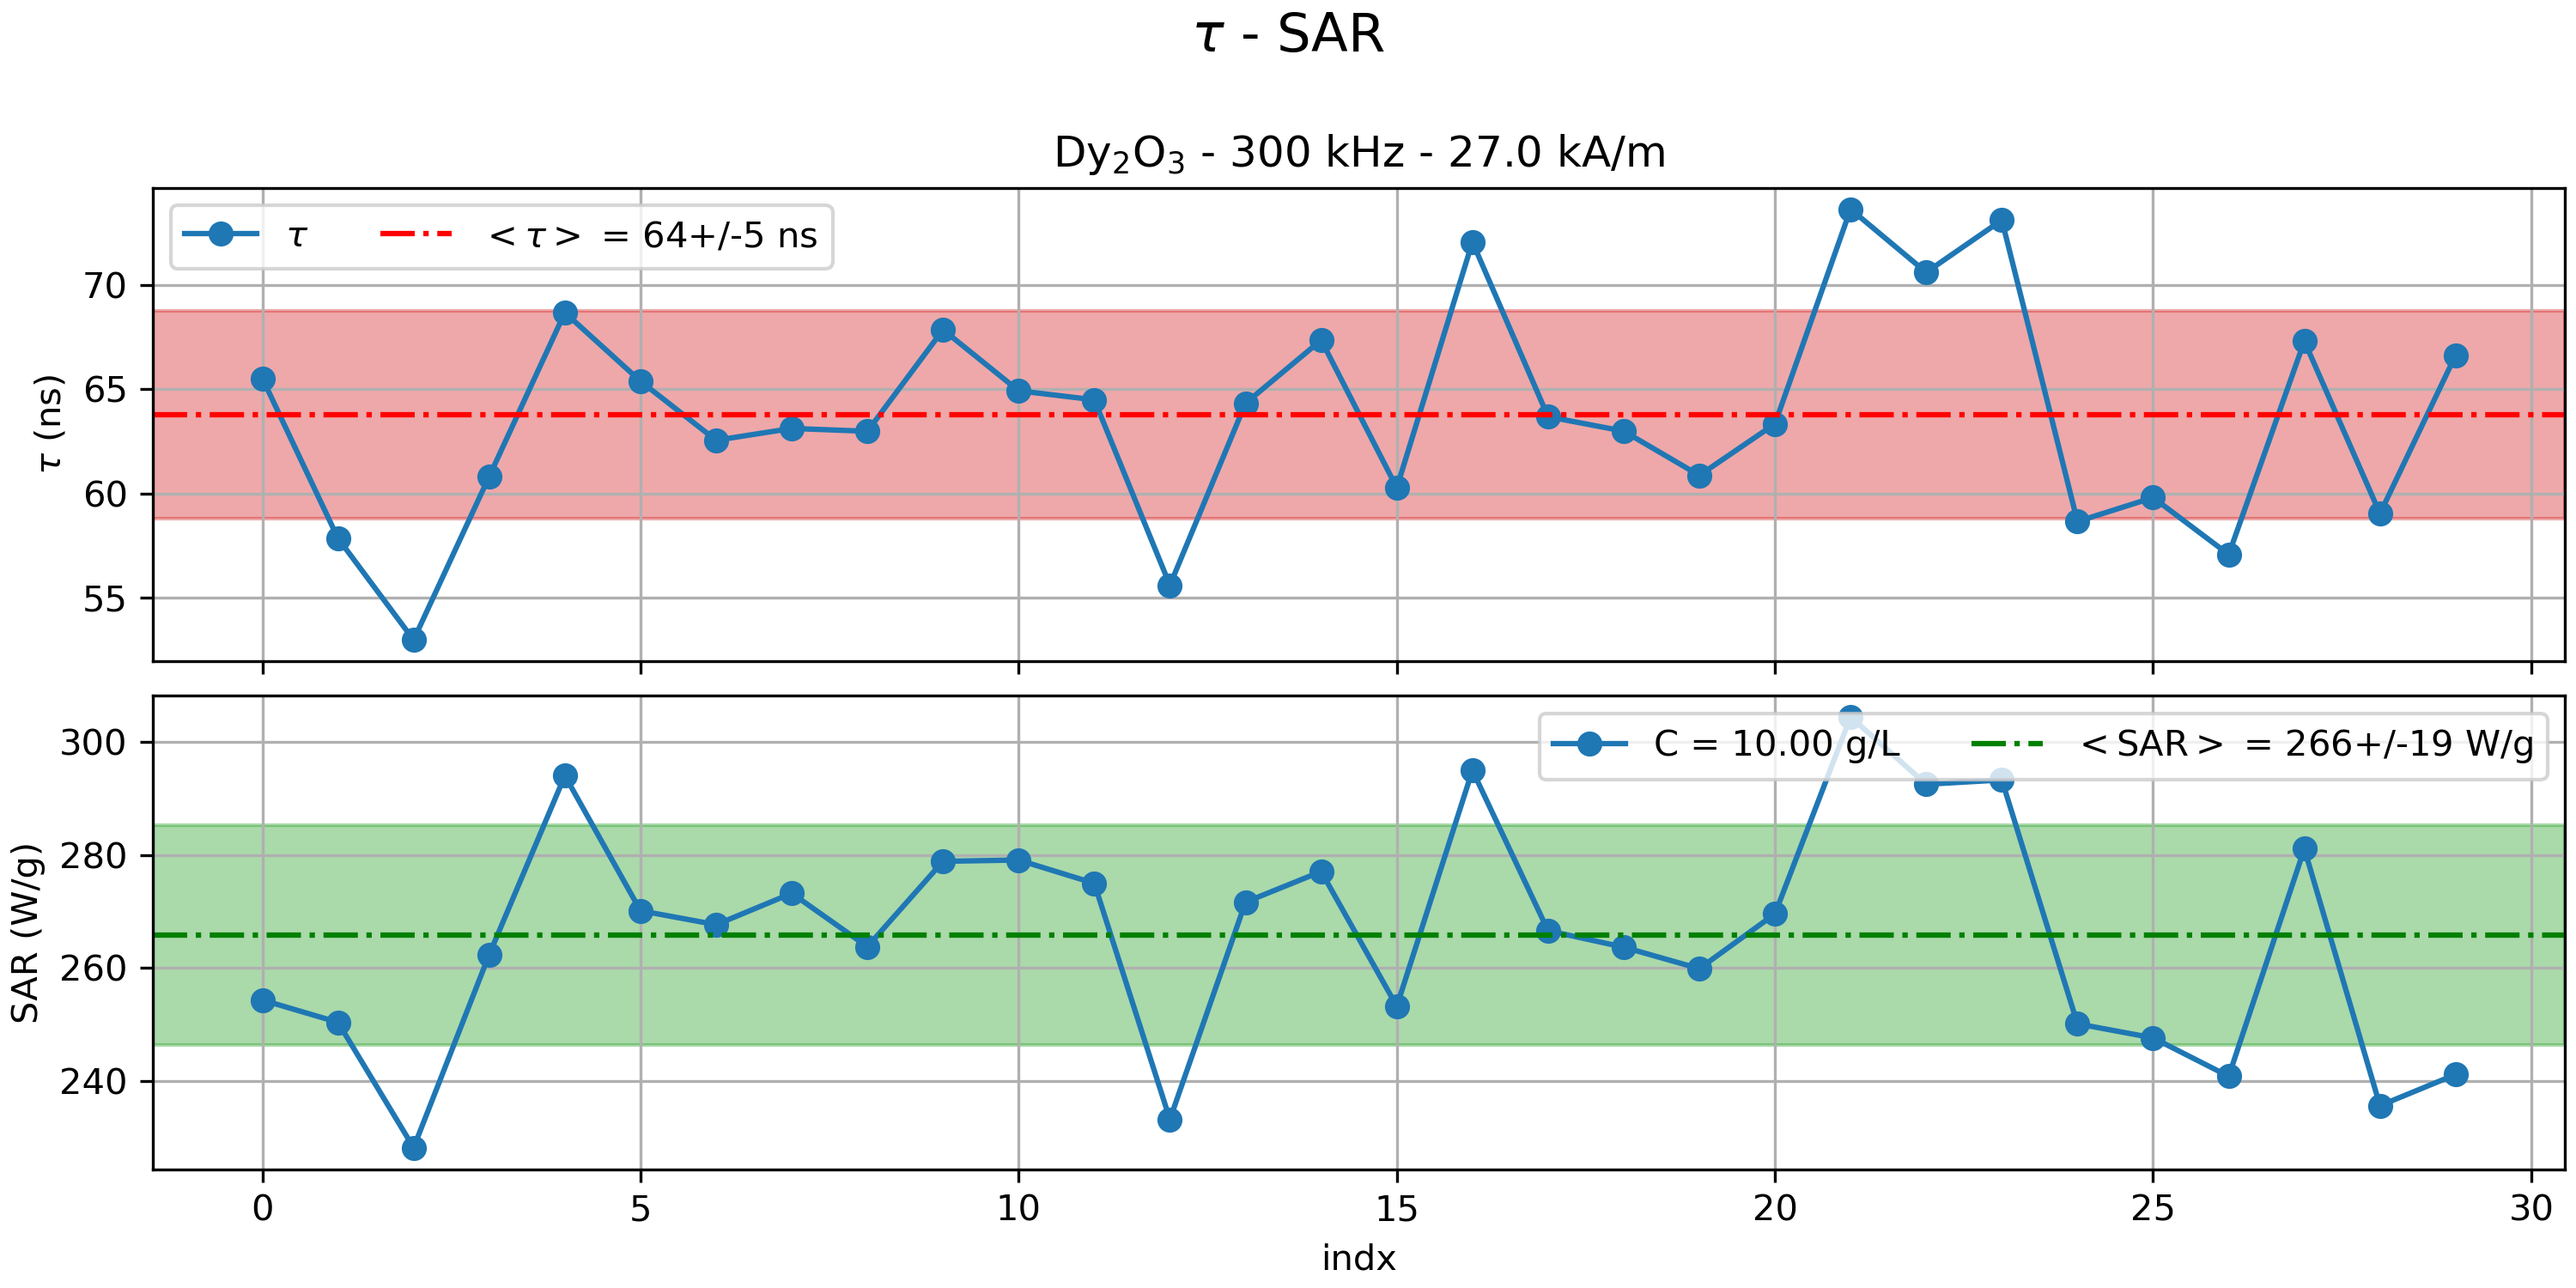 τ - SAR
Dy₂O₃ - 300 kHz - 27.0 kA/m
τ
<τ> = 64+/-5 ns
70
65
60
55
τ (ns)
C = 10.00 g/L
<SAR> = 266+/-19 W/g
300
280
260
240
SAR (W/g)
0 5 10 15 20 25 30
indx